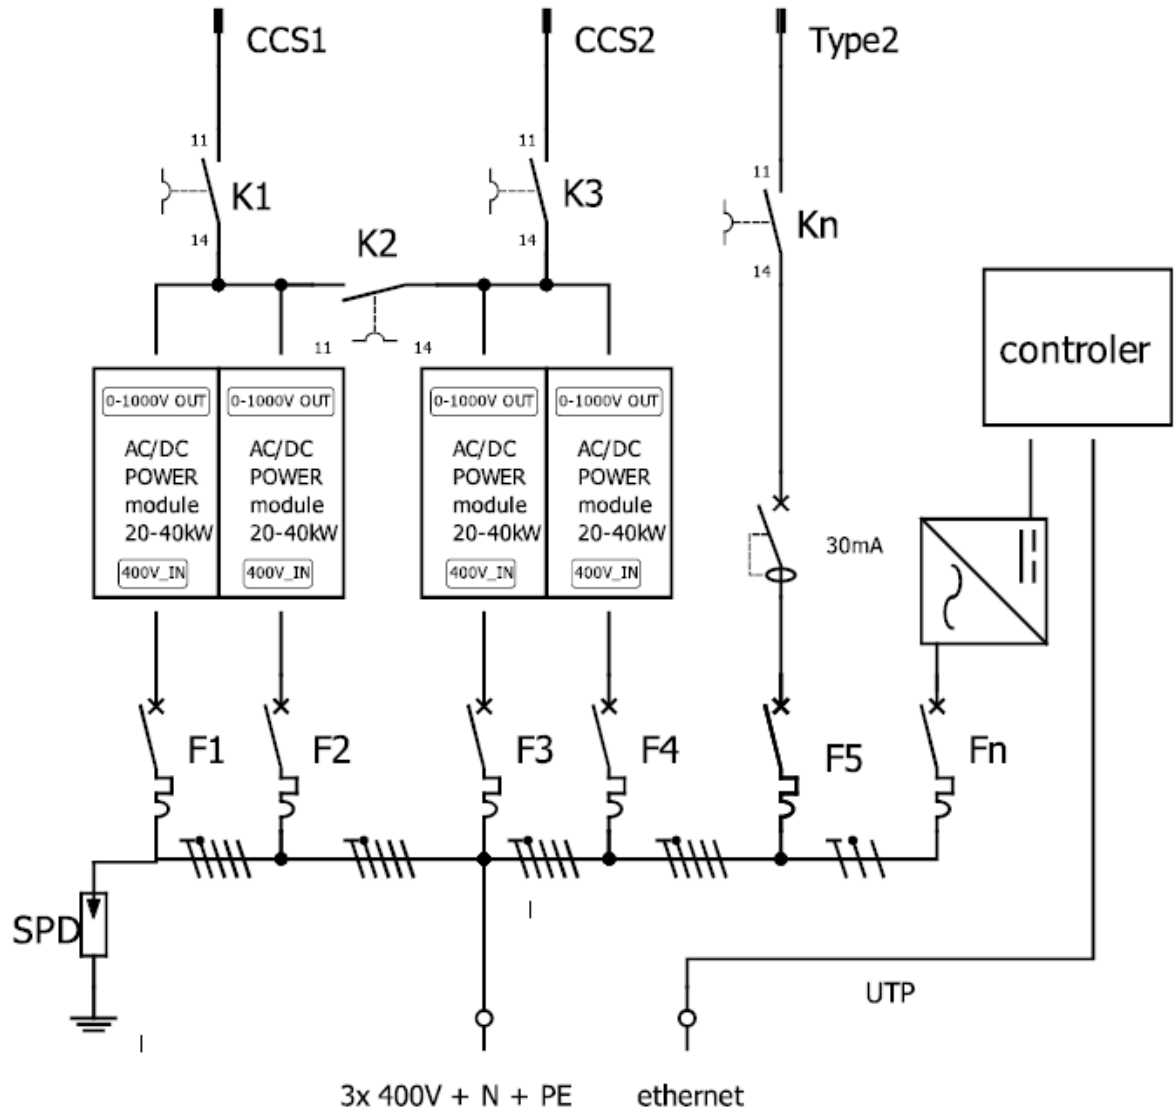 CCS1
CCS2
Type2
11
K1
14
11
K3
14
11
Kn
14
K2
11
14
controler
0-1000V OUT
AC/DC
POWER
module
20-40kW
400V_IN
0-1000V OUT
AC/DC
POWER
module
20-40kW
400V_IN
0-1000V OUT
AC/DC
POWER
module
20-40kW
400V_IN
0-1000V OUT
AC/DC
POWER
module
20-40kW
400V_IN
30mA
F1
F2
F3
F4
F5
Fn
SPD
UTP
3x 400V + N + PE
ethernet